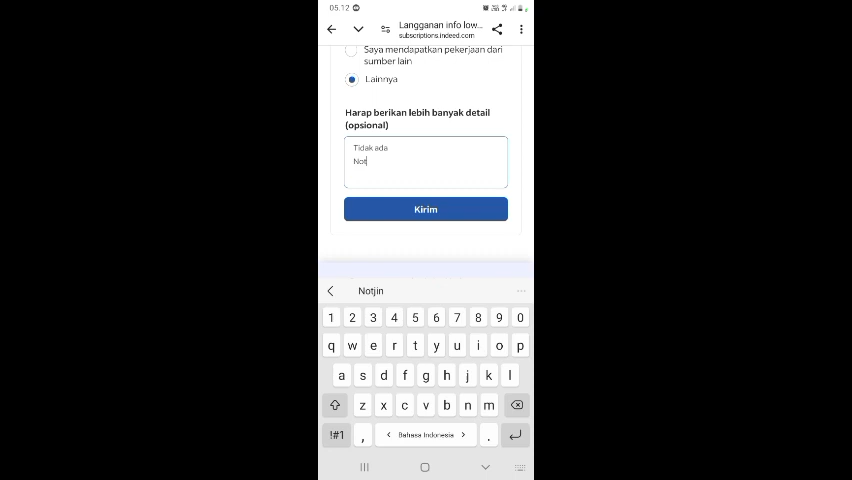 05.12
Langganan info low...
subscriptions.indeed.com
Saya mendapatkan pekerjaan dari
sumber lain
Lainnya
Harap berikan lebih banyak detail
(opsional)
Tidak ada
Not
Kirim
Notjin
1 2 3 4 5 6 7 8 9 0
q w e r t y u i o p
a s d f g h j k l
z x c v b n m
!#1 , Bahasa Indonesia .